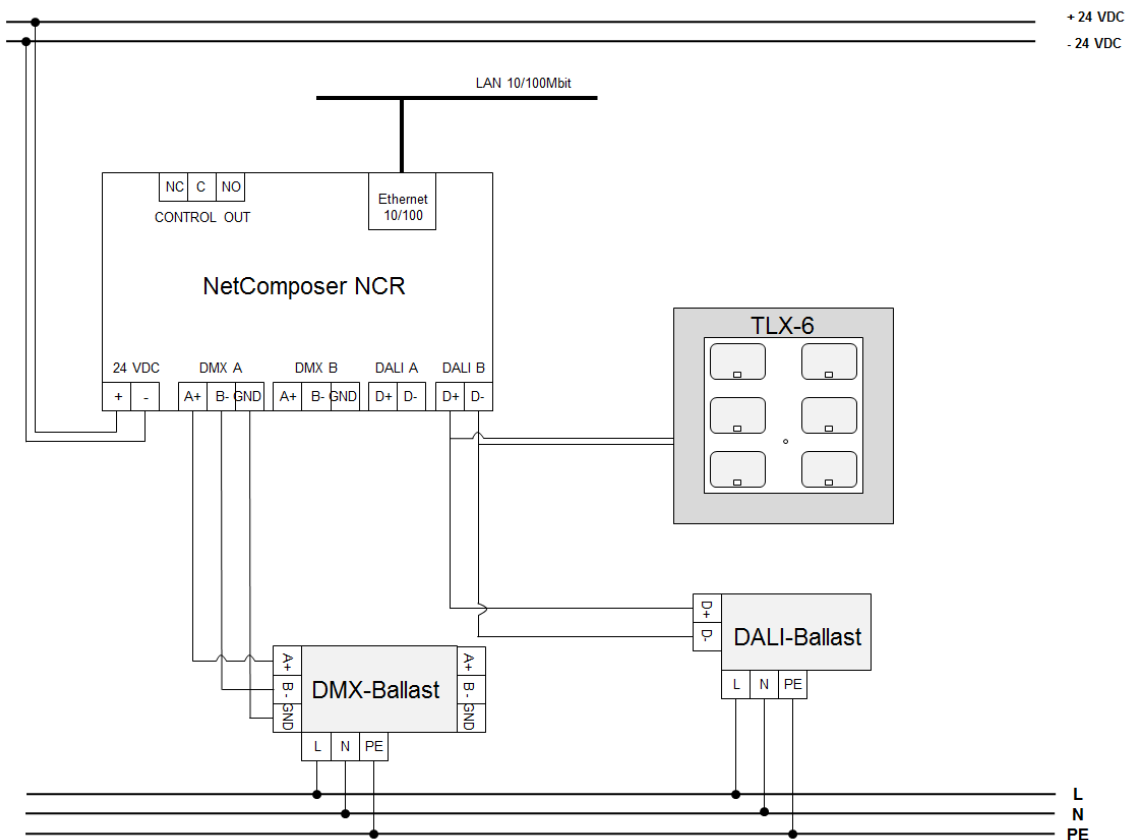 + 24 VDC
- 24 VDC
LAN 10/100Mbit
NC C NO
CONTROL OUT
Ethernet
10/100
NetComposer NCR
24 VDC DMX A DMX B DALI A DALI B
+ - A+ B- GND A+ B- GND D+ D- D+ D-
TLX-6
D+
D-
DALI-Ballast
L N PE
A+
B -
GND
DMX-Ballast
A+
B -
GND
L N PE
L
N
PE